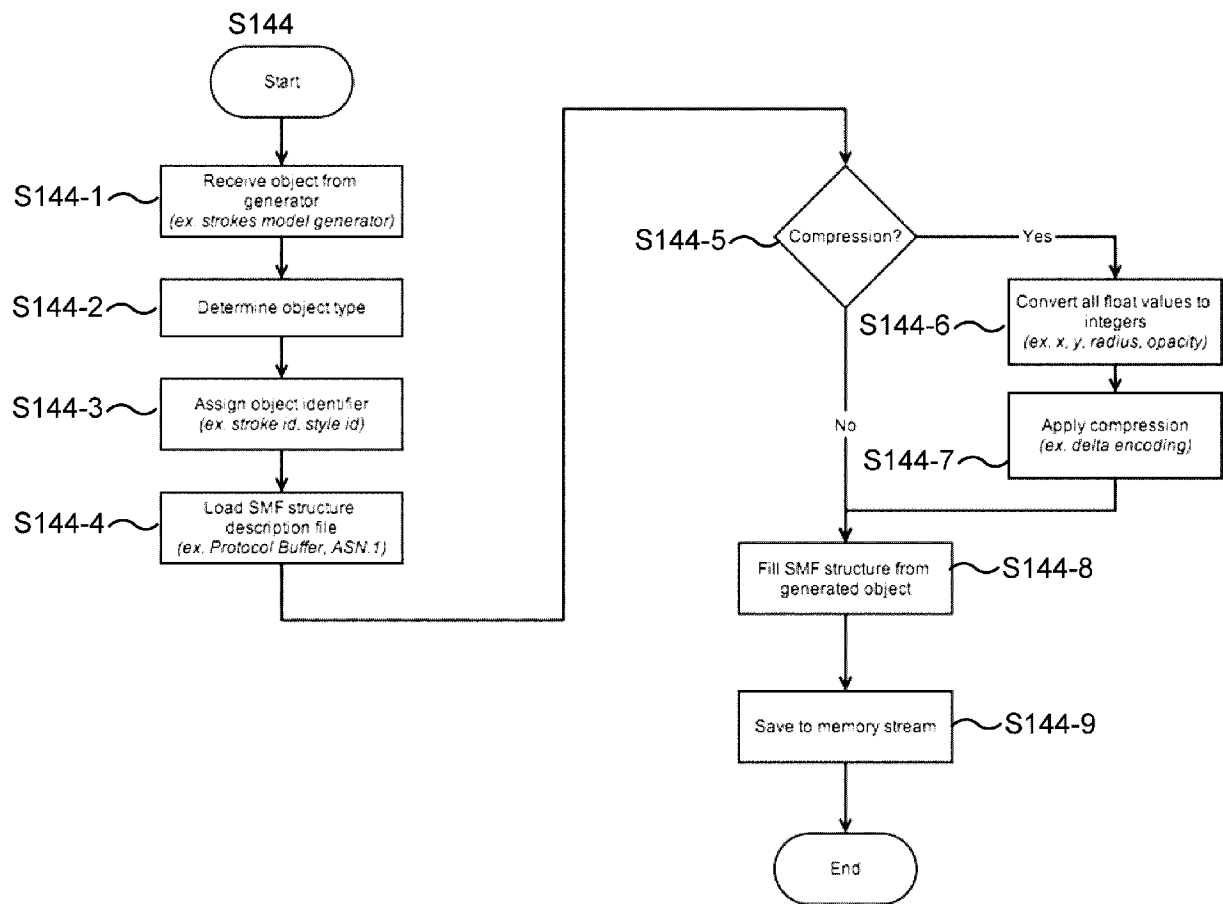 S144
Start
S144-1
Receive object from
generator
(ex. strokes model generator)
S144-2
Determine object type
S144-3
Assign object identifier
(ex. stroke id, style id)
S144-4
Load SMF structure
description file
(ex. Protocol Buffer, ASN.1)
S144-5
Compression?
Yes
No
S144-6
Convert all float values to
integers
(ex. x, y, radius, opacity)
S144-7
Apply compression
(ex. delta encoding)
Fill SMF structure from
generated object
S144-8
Save to memory stream
S144-9
End